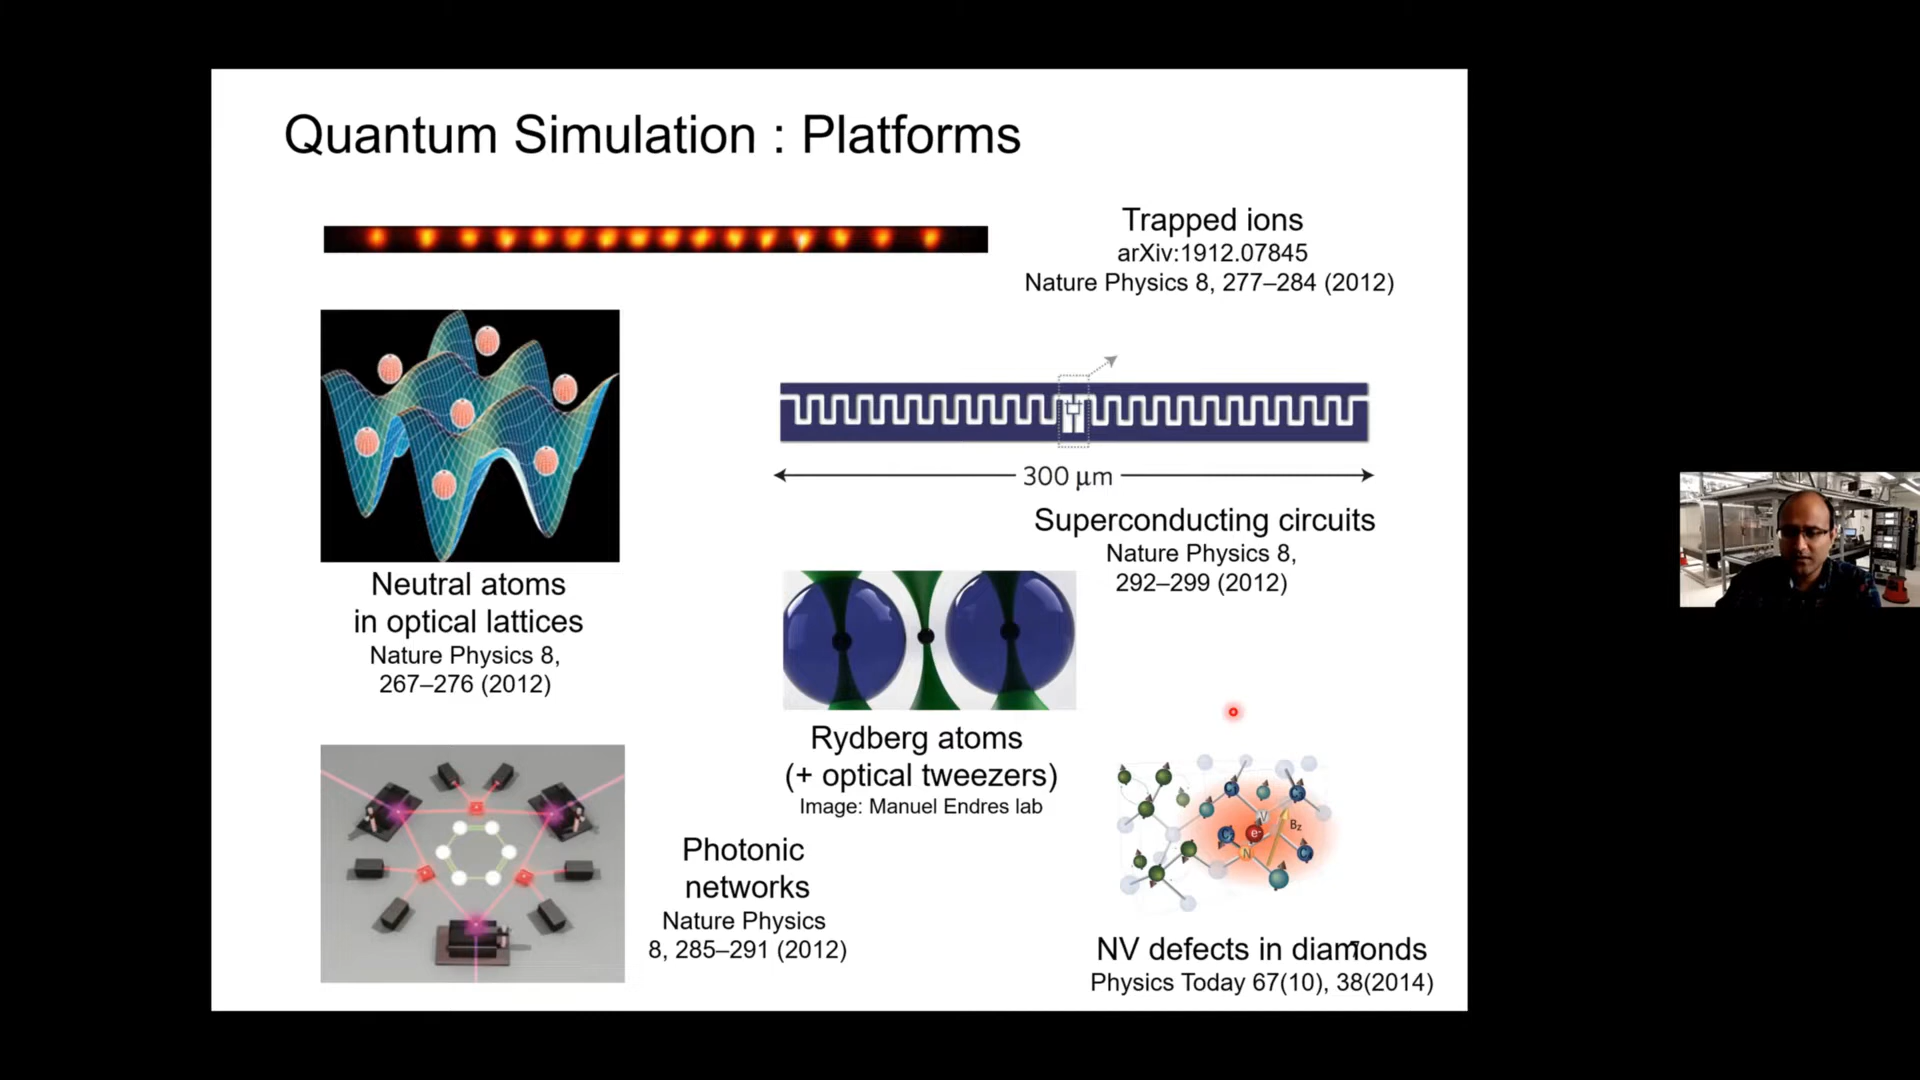 Quantum Simulation : Platforms
Trapped ions
arXiv:1912.07845
Nature Physics 8, 277–284 (2012)
300 μm
Superconducting circuits
Nature Physics 8,
292–299 (2012)
Neutral atoms
in optical lattices
Nature Physics 8,
267–276 (2012)
Rydberg atoms
(+ optical tweezers)
Image: Manuel Endres lab
Photonic
networks
Nature Physics
8, 285–291 (2012)
V
e-
N
Bz
NV defects in diamonds
7
Physics Today 67(10), 38(2014)